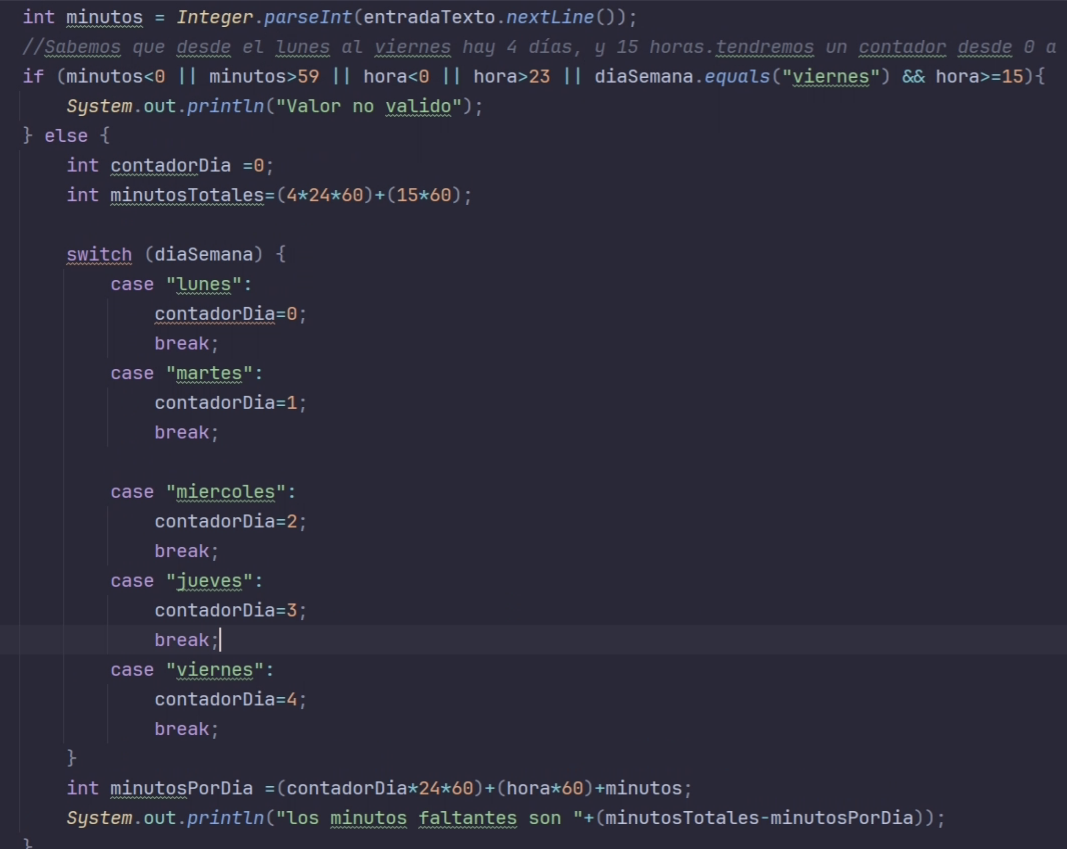 int minutos = Integer.parseInt(entradaTexto.nextLine());
//Sabemos que desde el lunes al viernes hay 4 días, y 15 horas.tendremos un contador desde 0 a
if (minutos<0 || minutos>59 || hora<0 || hora>23 || diaSemana.equals("viernes") && hora>=15){
    System.out.println("Valor no valido");
} else {
    int contadorDia =0;
    int minutosTotales=(4*24*60)+(15*60);
    switch (diaSemana) {
        case "lunes":
            contadorDia=0;
            break;
        case "martes":
            contadorDia=1;
            break;
        case "miercoles":
            contadorDia=2;
            break;
        case "jueves":
            contadorDia=3;
            break;
        case "viernes":
            contadorDia=4;
            break;
    }
    int minutosPorDia =(contadorDia*24*60)+(hora*60)+minutos;
    System.out.println("los minutos faltantes son "+(minutosTotales-minutosPorDia));
}